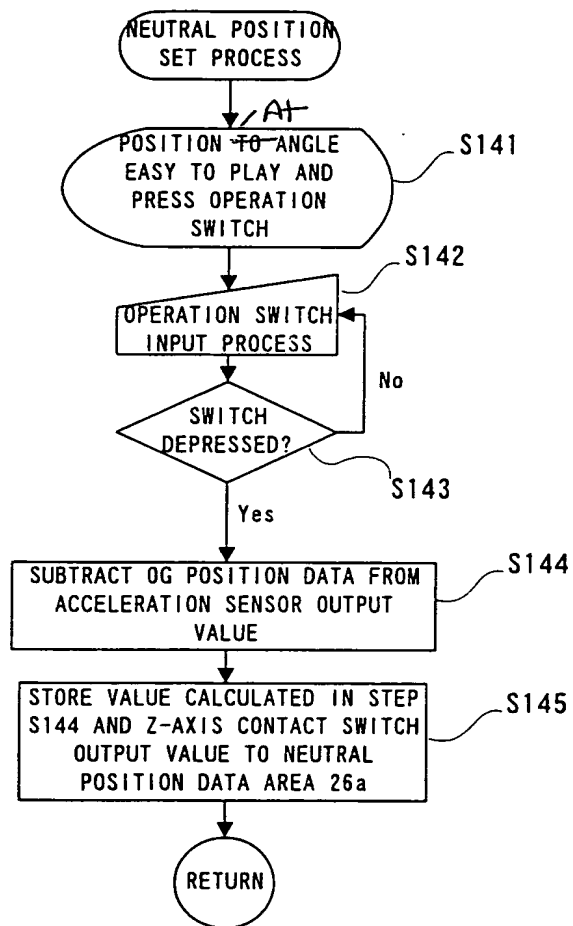 NEUTRAL POSITION
SET PROCESS
At
POSITION TO ANGLE
EASY TO PLAY AND
PRESS OPERATION
SWITCH
S141
S142
OPERATION SWITCH
INPUT PROCESS
No
SWITCH
DEPRESSED?
S143
Yes
SUBTRACT OG POSITION DATA FROM
ACCELERATION SENSOR OUTPUT
VALUE
S144
STORE VALUE CALCULATED IN STEP
S144 AND Z-AXIS CONTACT SWITCH
OUTPUT VALUE TO NEUTRAL
POSITION DATA AREA 26a
S145
RETURN